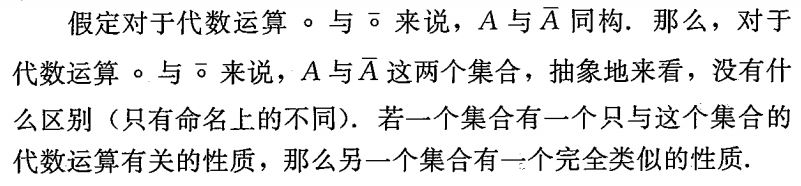 假定对于代数运算 ∘ 与 ∘̄ 来说，A 与 Ā 同构. 那么，对于
代数运算 ∘ 与 ∘̄ 来说，A 与 Ā 这两个集合，抽象地来看，没有什
么区别（只有命名上的不同）. 若一个集合有一个只与这个集合的
代数运算有关的性质，那么另一个集合有一个完全类似的性质.